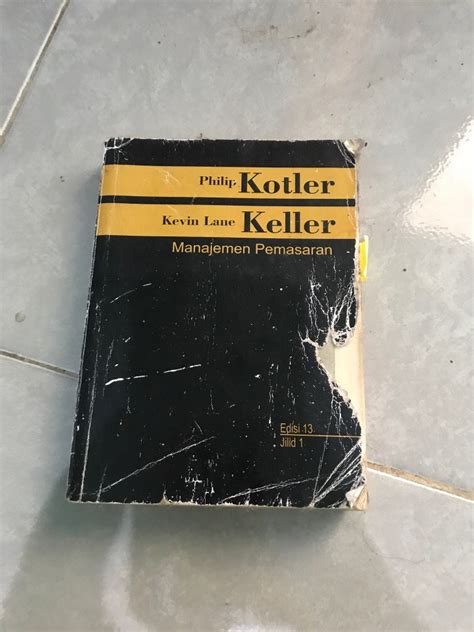 Philip Kotler
Kevin Lane Keller
Manajemen Pemasaran
Edisi 13
Jilid 1